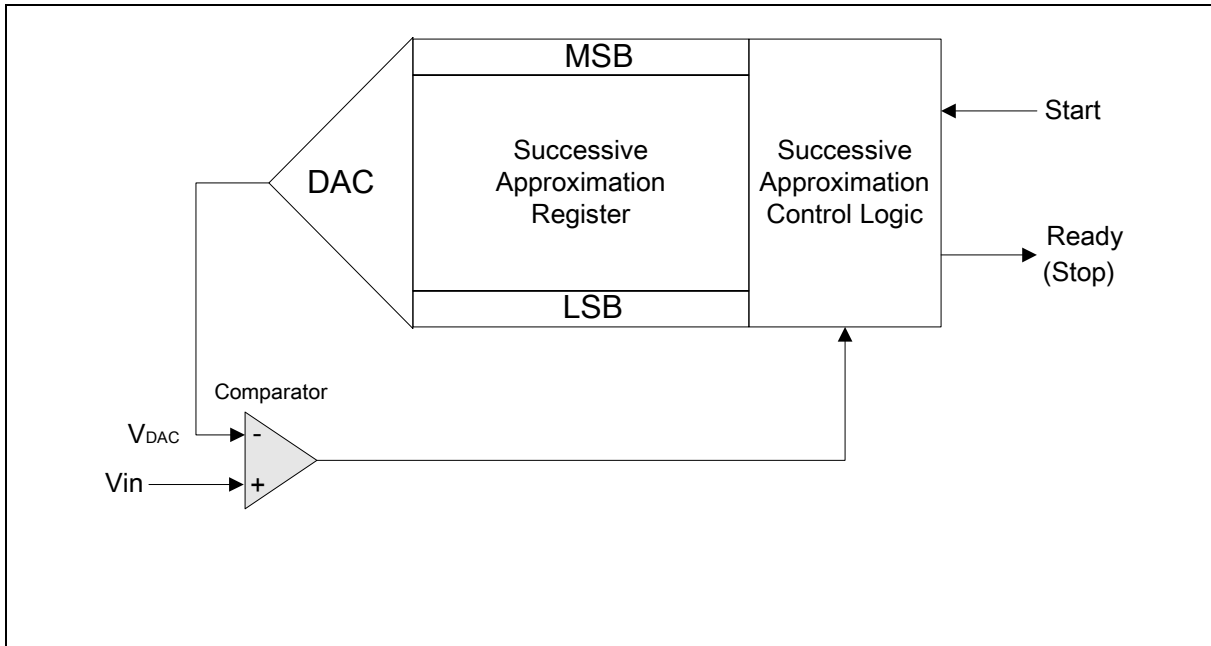 MSB
DAC
Successive
Approximation
Register
LSB
Successive
Approximation
Control Logic
Start
Ready
(Stop)
Comparator
VDAC
-
Vin
+